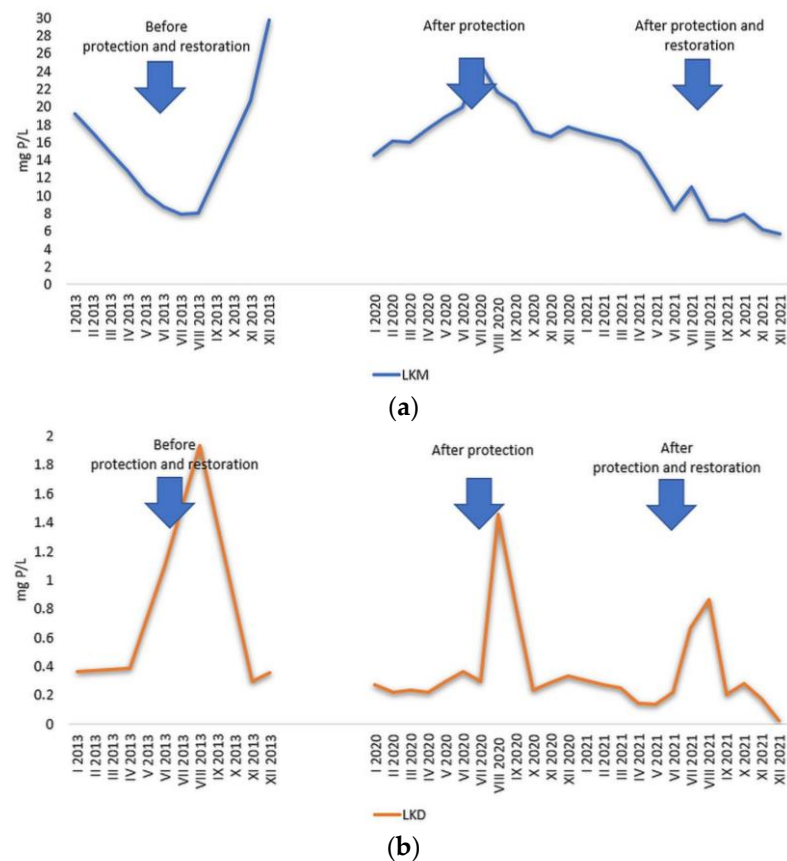 30
28
26
24
22
20
18
16
14
12
10
8
6
4
2
0
mg P/L
Before
protection and restoration
After protection
After protection and
restoration
I 2013
II 2013
III 2013
IV 2013
V 2013
VI 2013
VII 2013
VIII 2013
IX 2013
X 2013
XI 2013
XII 2013
I 2020
II 2020
III 2020
IV 2020
V 2020
VI 2020
VII 2020
VIII 2020
IX 2020
X 2020
XI 2020
XII 2020
I 2021
II 2021
III 2021
IV 2021
V 2021
VI 2021
VII 2021
VIII 2021
IX 2021
X 2021
XI 2021
XII 2021
LKM
(a)
2
1.8
1.6
1.4
1.2
1
0.8
0.6
0.4
0.2
0
mg P/L
Before
protection and restoration
After protection
After
protection and restoration
I 2013
II 2013
III 2013
IV 2013
V 2013
VI 2013
VII 2013
VIII 2013
IX 2013
X 2013
XI 2013
XII 2013
I 2020
II 2020
III 2020
IV 2020
V 2020
VI 2020
VII 2020
VIII 2020
IX 2020
X 2020
XI 2020
XII 2020
I 2021
II 2021
III 2021
IV 2021
V 2021
VI 2021
VII 2021
VIII 2021
IX 2021
X 2021
XI 2021
XII 2021
LKD
(b)